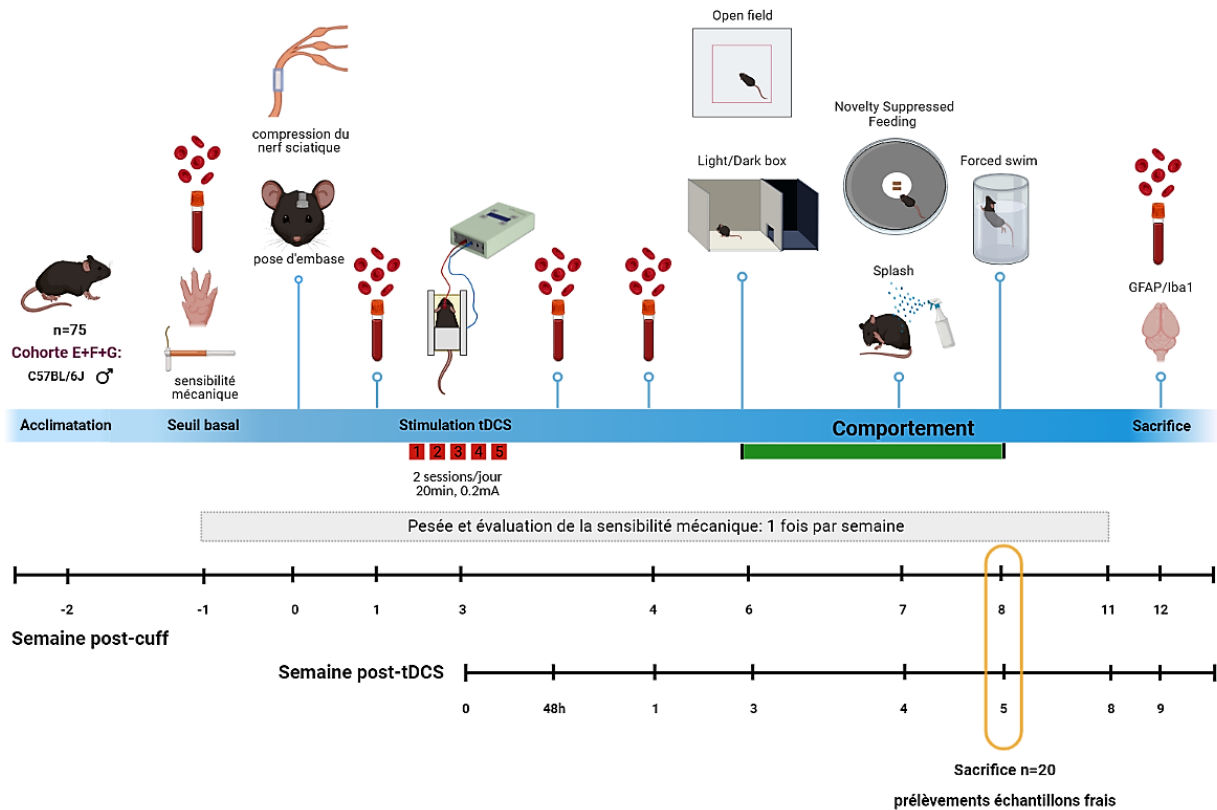 Open field
compression du
nerf sciatique
Novelty Suppressed
Feeding
Light/Dark box
Forced swim
pose d'embase
Splash
GFAP/Iba1
n=75
Cohorte E+F+G:
C57BL/6J ♂
sensibilité
mécanique
Acclimatation
Seuil basal
Stimulation tDCS
Comportement
Sacrifice
1 2 3 4 5
2 sessions/jour
20min, 0.2mA
Pesée et évaluation de la sensibilité mécanique: 1 fois par semaine
-2 -1 0 1 3 4 6 7 8 11 12
Semaine post-cuff
Semaine post-tDCS
0 48h 1 3 4 5 8 9
Sacrifice n=20
prélèvements échantillons frais